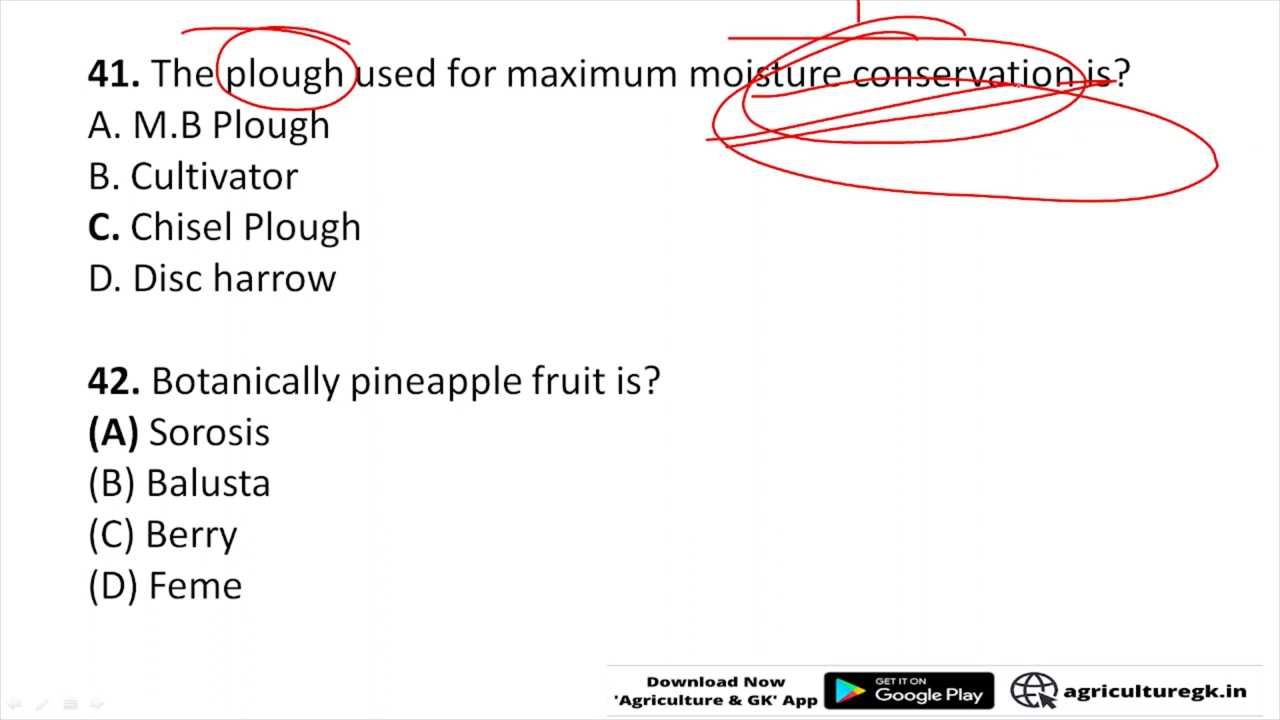 41. The plough used for maximum moisture conservation is?
A. M.B Plough
B. Cultivator
C. Chisel Plough
D. Disc harrow
42. Botanically pineapple fruit is?
(A) Sorosis
(B) Balusta
(C) Berry
(D) Feme
Download Now
'Agriculture & GK' App
GET IT ON
Google Play
agriculturegk.in